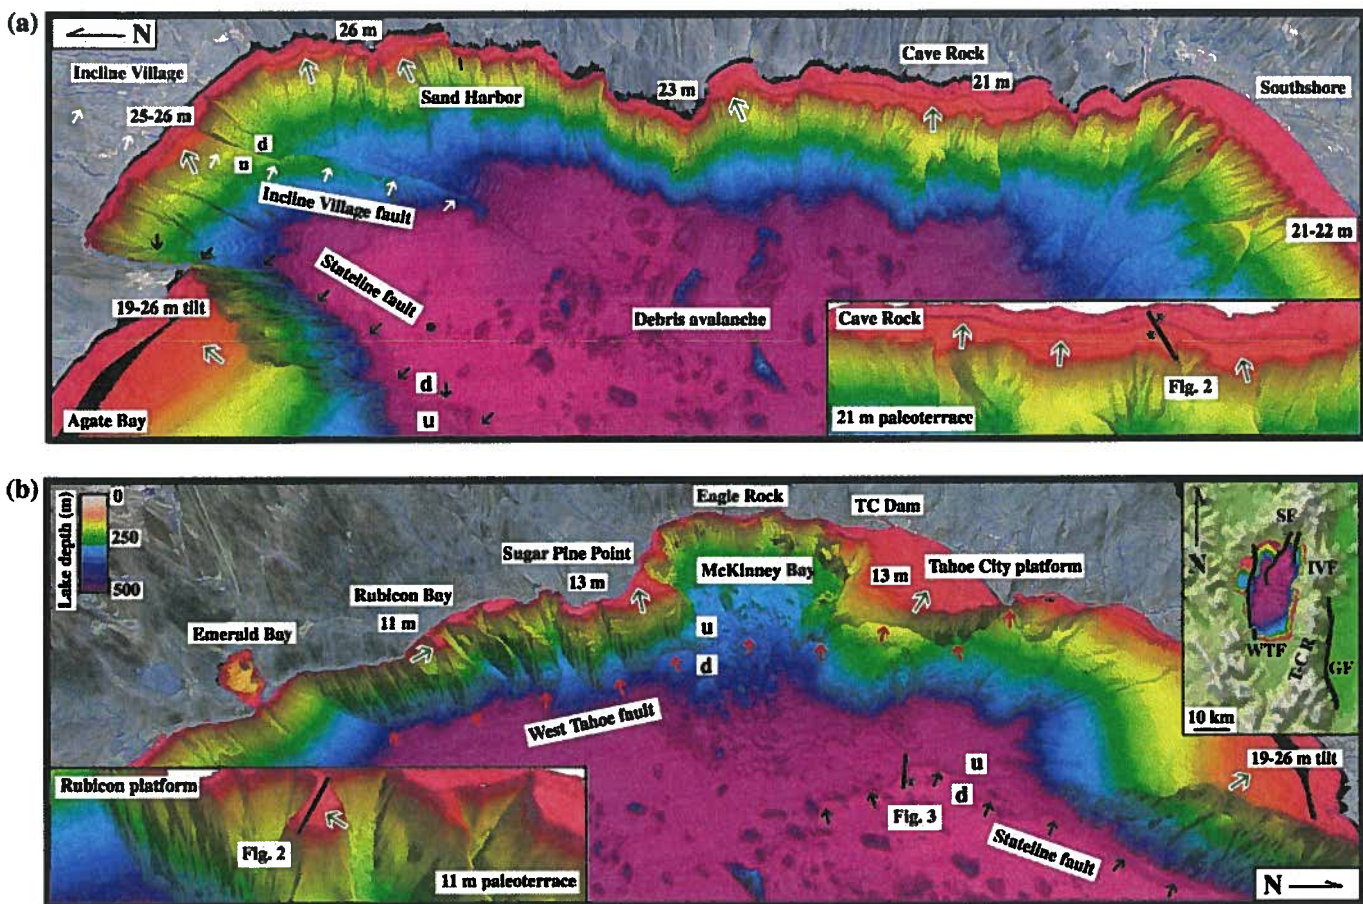 (a)
N
26 m
Incline Village
Cave Rock
21 m
Sand Harbor
23 m
Southshore
25-26 m
d
u
Incline Village fault
21-22 m
Stateline fault
19-26 m tilt
Debris avalanche
d
u
Agate Bay
Cave Rock
Fig. 2
21 m paleoterrace
(b)
Lake depth (m)
0
250
500
Eagle Rock
TC Dam
Sugar Pine Point
13 m
McKinney Bay
13 m
Tahoe City platform
Rubicon Bay
11 m
Emerald Bay
u
d
West Tahoe fault
N
SF
IVF
WTF
T-C R
GF
10 km
19-26 m tilt
u
d
Fig. 3
Stateline fault
Rubicon platform
Fig. 2
11 m paleoterrace
N